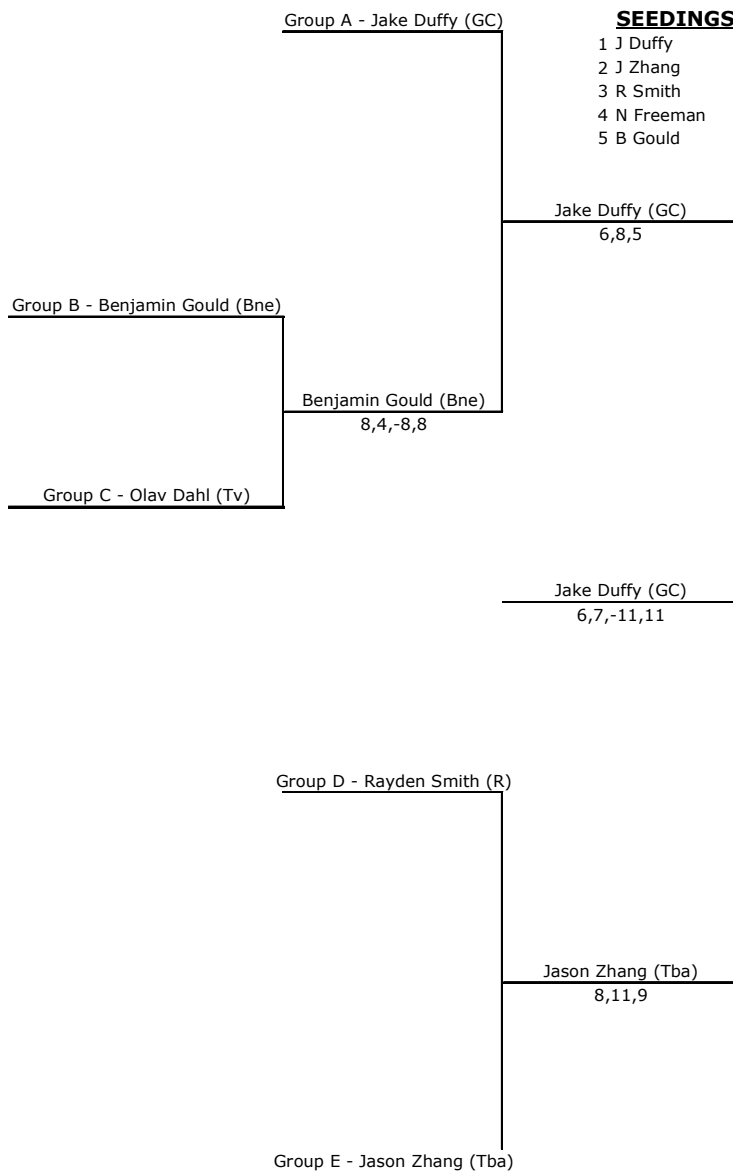 Group A - Jake Duffy (GC)
SEEDINGS
1 J Duffy
2 J Zhang
3 R Smith
4 N Freeman
5 B Gould
Jake Duffy (GC)
6,8,5
Group B - Benjamin Gould (Bne)
Benjamin Gould (Bne)
8,4,-8,8
Group C - Olav Dahl (Tv)
Jake Duffy (GC)
6,7,-11,11
Group D - Rayden Smith (R)
Jason Zhang (Tba)
8,11,9
Group E - Jason Zhang (Tba)